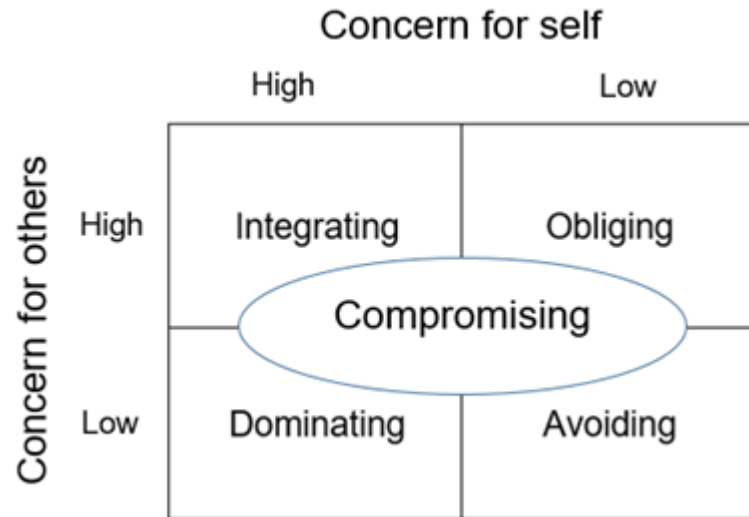 Concern for self
High Low
Concern for others
High Integrating Obliging
Compromising
Low Dominating Avoiding